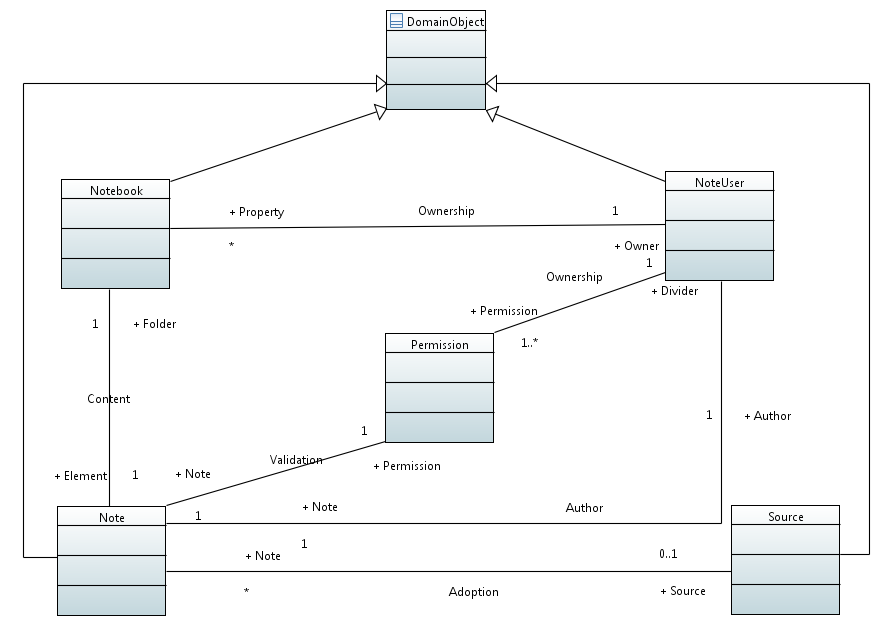 DomainObject
Notebook
NoteUser
+ Property
Ownership
1
*
+ Owner
1
Ownership
+ Divider
+ Permission
1..*
1
+ Folder
Permission
Content
1
+ Author
1
Validation
+ Permission
+ Element
1
+ Note
Note
1
+ Note
Author
Source
1
+ Note
0..1
*
Adoption
+ Source